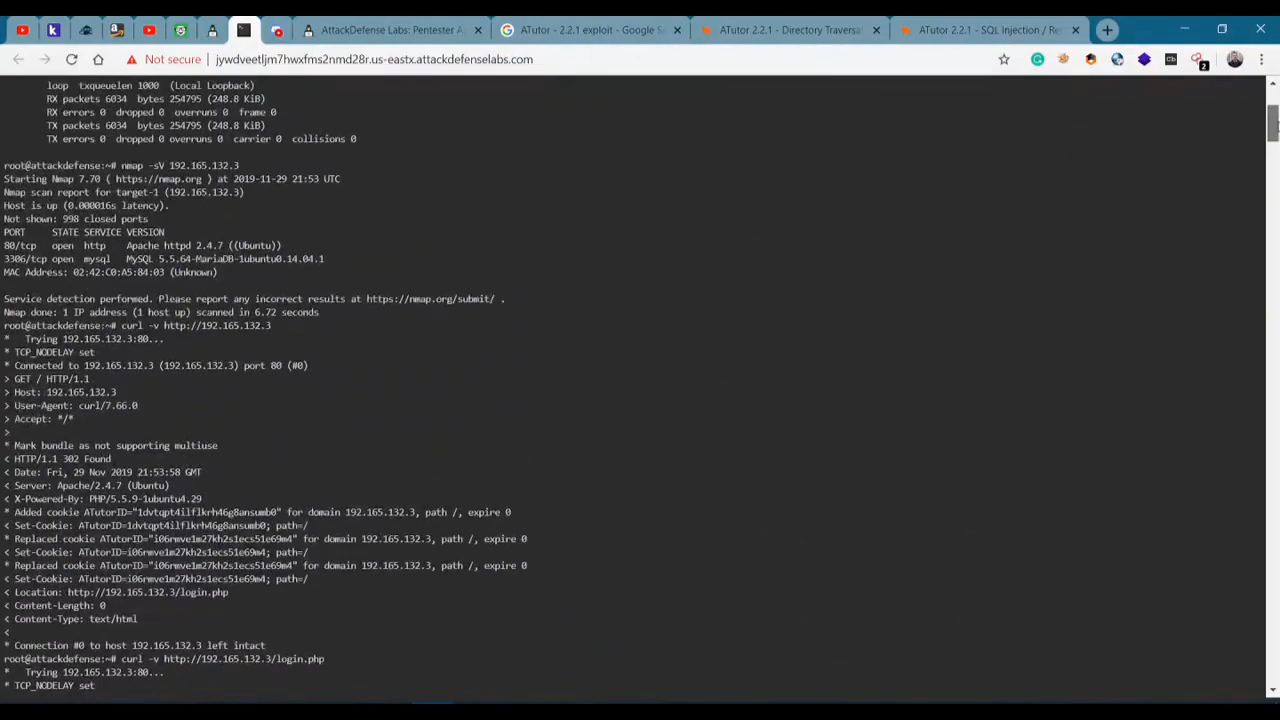 AttackDefense Labs: Pentester A
ATutor - 2.2.1 exploit - Google S
ATutor 2.2.1 - Directory Traversa
ATutor 2.2.1 - SQL Injection / Re
Not secure
jywdveetljm7hwxfms2nmd28r.us-eastx.attackdefenselabs.com
loop  txqueuelen 1000  (Local Loopback)
RX packets 6034  bytes 254795 (248.8 KiB)
RX errors 0  dropped 0  overruns 0  frame 0
TX packets 6034  bytes 254795 (248.8 KiB)
TX errors 0  dropped 0 overruns 0  carrier 0  collisions 0
root@attackdefense:~# nmap -sV 192.165.132.3
Starting Nmap 7.70 ( https://nmap.org ) at 2019-11-29 21:53 UTC
Nmap scan report for target-1 (192.165.132.3)
Host is up (0.000016s latency).
Not shown: 998 closed ports
PORT     STATE SERVICE VERSION
80/tcp   open  http    Apache httpd 2.4.7 ((Ubuntu))
3306/tcp open  mysql   MySQL 5.5.64-MariaDB-1ubuntu0.14.04.1
MAC Address: 02:42:C0:A5:84:03 (Unknown)
Service detection performed. Please report any incorrect results at https://nmap.org/submit/ .
Nmap done: 1 IP address (1 host up) scanned in 6.72 seconds
root@attackdefense:~# curl -v http://192.165.132.3
*   Trying 192.165.132.3:80...
* TCP_NODELAY set
* Connected to 192.165.132.3 (192.165.132.3) port 80 (#0)
> GET / HTTP/1.1
> Host: 192.165.132.3
> User-Agent: curl/7.66.0
> Accept: */*
>
* Mark bundle as not supporting multiuse
< HTTP/1.1 302 Found
< Date: Fri, 29 Nov 2019 21:53:58 GMT
< Server: Apache/2.4.7 (Ubuntu)
< X-Powered-By: PHP/5.5.9-1ubuntu4.29
* Added cookie ATutorID="1dvtqpt4ilflkrh46g8ansumb0" for domain 192.165.132.3, path /, expire 0
< Set-Cookie: ATutorID=1dvtqpt4ilflkrh46g8ansumb0; path=/
* Replaced cookie ATutorID="i06rmve1m27kh2s1ecs51e69m4" for domain 192.165.132.3, path /, expire 0
< Set-Cookie: ATutorID=i06rmve1m27kh2s1ecs51e69m4; path=/
* Replaced cookie ATutorID="i06rmve1m27kh2s1ecs51e69m4" for domain 192.165.132.3, path /, expire 0
< Set-Cookie: ATutorID=i06rmve1m27kh2s1ecs51e69m4; path=/
< Location: http://192.165.132.3/login.php
< Content-Length: 0
< Content-Type: text/html
<
* Connection #0 to host 192.165.132.3 left intact
root@attackdefense:~# curl -v http://192.165.132.3/login.php
*   Trying 192.165.132.3:80...
* TCP_NODELAY set